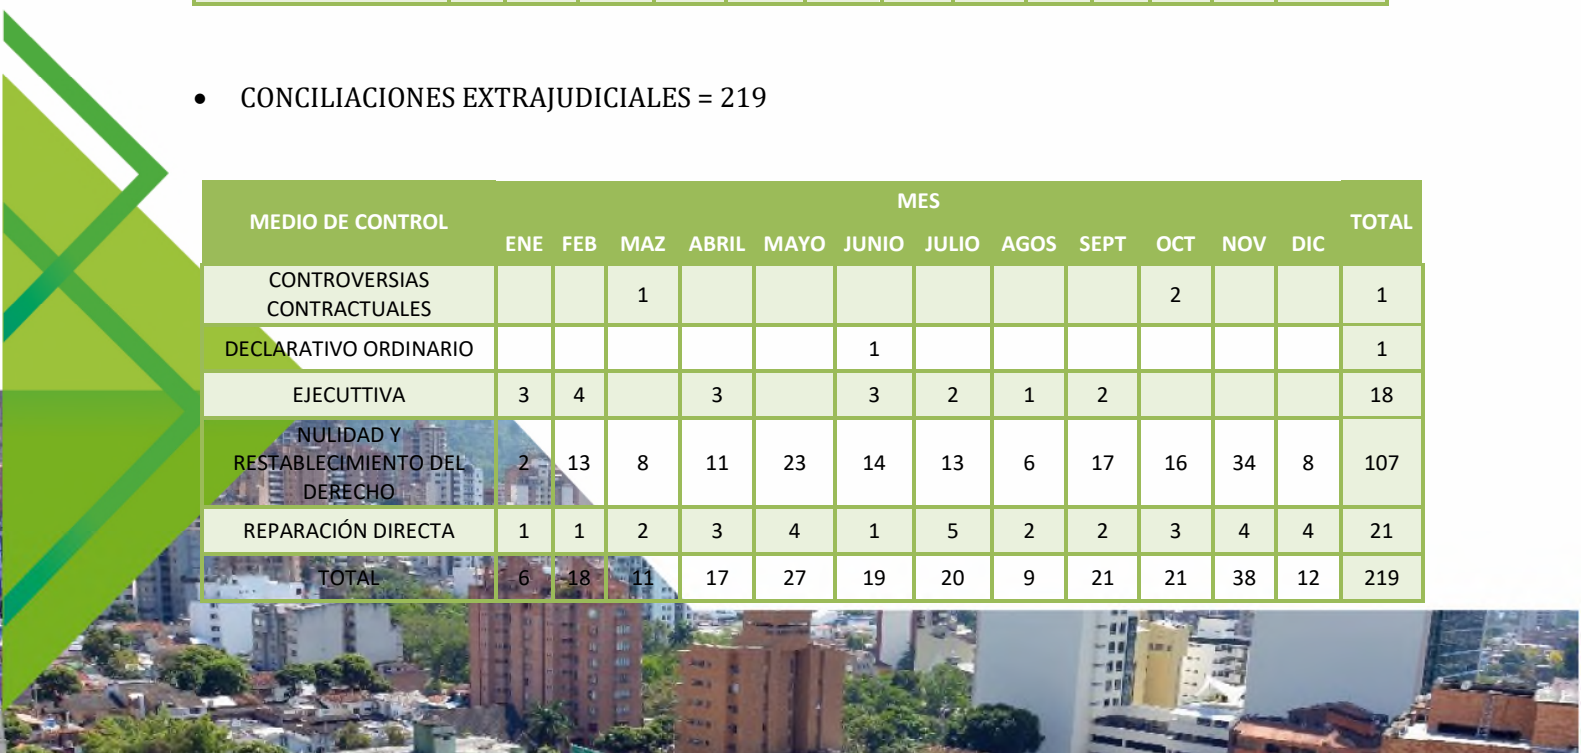 • CONCILIACIONES EXTRAJUDICIALES = 219
MEDIO DE CONTROL MES TOTAL
ENE FEB MAZ ABRIL MAYO JUNIO JULIO AGOS SEPT OCT NOV DIC
CONTROVERSIAS
CONTRACTUALES 1 2 1
DECLARATIVO ORDINARIO 1 1
EJECUTTIVA 3 4 3 3 2 1 2 18
NULIDAD Y
RESTABLECIMIENTO DEL
DERECHO 2 13 8 11 23 14 13 6 17 16 34 8 107
REPARACIÓN DIRECTA 1 1 2 3 4 1 5 2 2 3 4 4 21
TOTAL 6 18 11 17 27 19 20 9 21 21 38 12 219